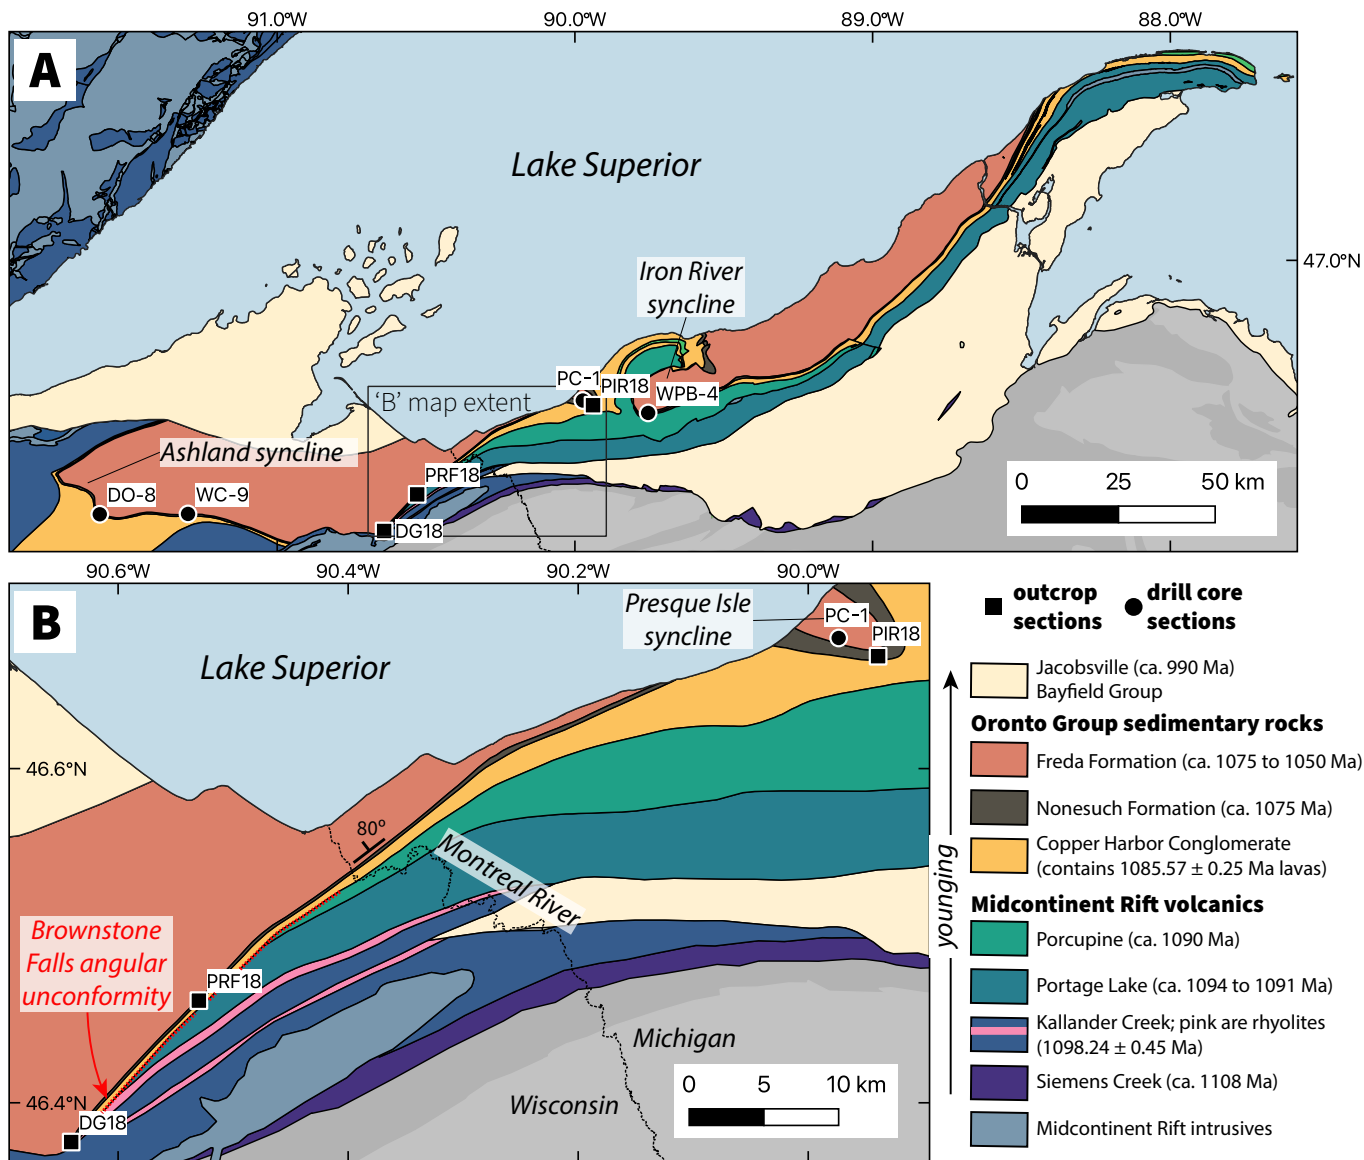 91.0°W
90.0°W
89.0°W
88.0°W
A
Lake Superior
47.0°N
Iron River
syncline
PC-1
PIR18
WPB-4
'B' map extent
Ashland syncline
DO-8
WC-9
PRF18
DG18
0 25 50 km
90.6°W
90.4°W
90.2°W
90.0°W
B
Lake Superior
Presque Isle
syncline
PC-1
PIR18
46.6°N
80°
Montreal River
Brownstone
Falls angular
unconformity
PRF18
DG18
46.4°N
Michigan
Wisconsin
0 5 10 km
outcrop
sections
drill core
sections
Jacobsville (ca. 990 Ma)
Bayfield Group
Oronto Group sedimentary rocks
Freda Formation (ca. 1075 to 1050 Ma)
Nonesuch Formation (ca. 1075 Ma)
Copper Harbor Conglomerate
(contains 1085.57 ± 0.25 Ma lavas)
Midcontinent Rift volcanics
Porcupine (ca. 1090 Ma)
Portage Lake (ca. 1094 to 1091 Ma)
Kallander Creek; pink are rhyolites
(1098.24 ± 0.45 Ma)
Siemens Creek (ca. 1108 Ma)
Midcontinent Rift intrusives
younging